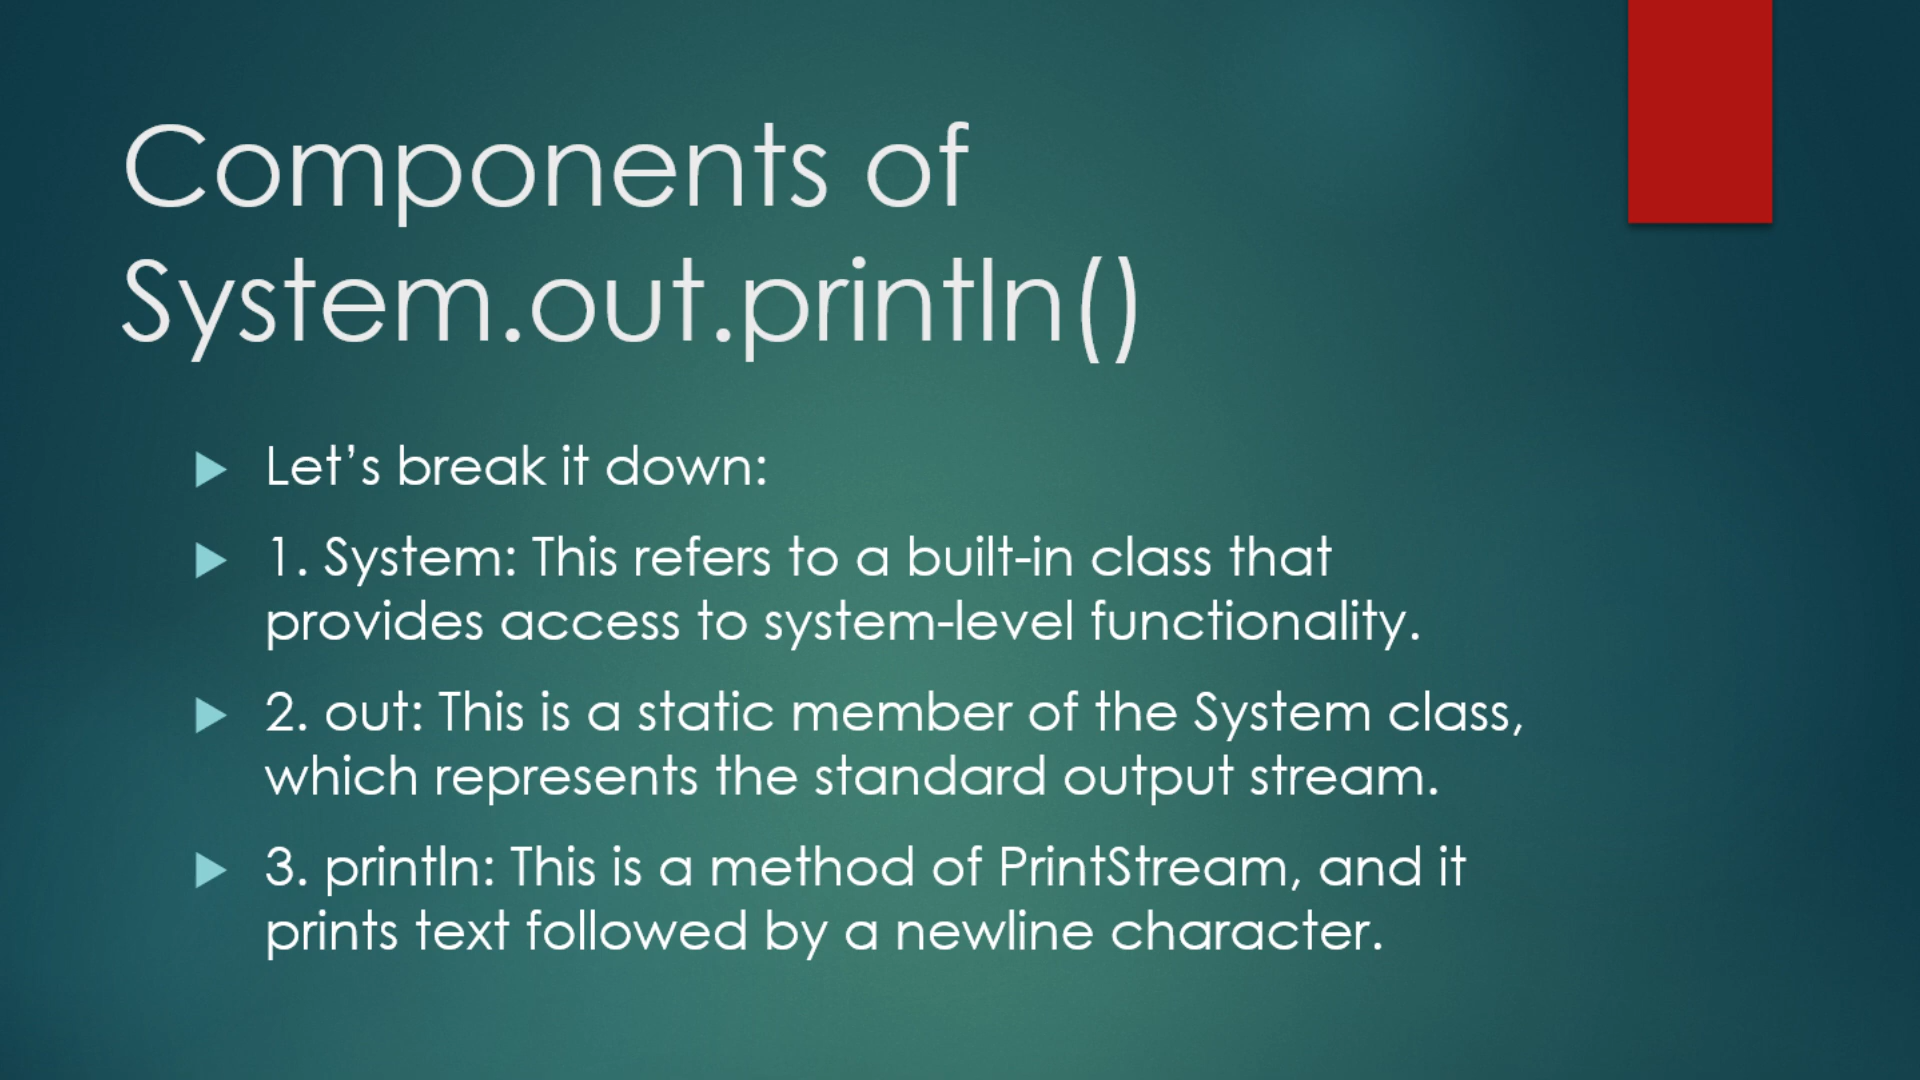 Components of
System.out.println()
Let’s break it down:
1. System: This refers to a built-in class that
provides access to system-level functionality.
2. out: This is a static member of the System class,
which represents the standard output stream.
3. println: This is a method of PrintStream, and it
prints text followed by a newline character.